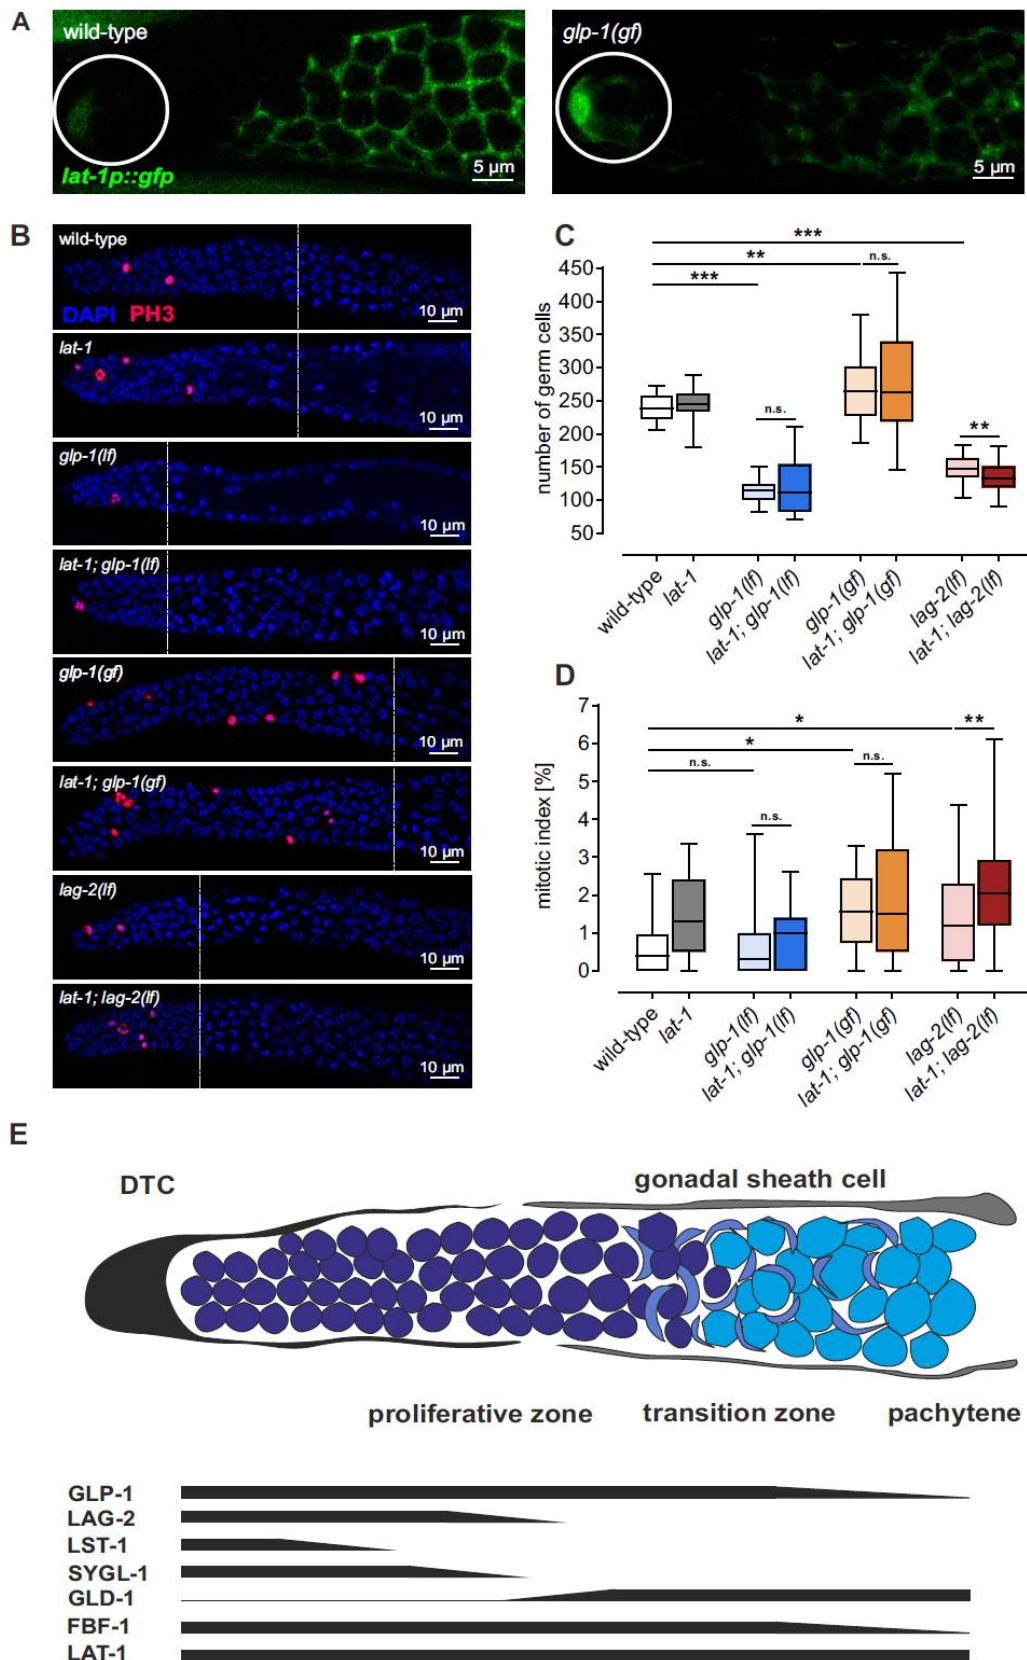 A
wild-type
lat-1p::gfp
5 µm
glp-1(gf)
5 µm
B
wild-type
DAPI PH3
10 µm
lat-1
10 µm
glp-1(lf)
10 µm
lat-1; glp-1(lf)
10 µm
glp-1(gf)
10 µm
lat-1; glp-1(gf)
10 µm
lag-2(lf)
10 µm
lat-1; lag-2(lf)
10 µm
C
***
**
n.s.
***
n.s.
**
number of germ cells
450
400
350
300
250
200
150
100
50
wild-type
lat-1
glp-1(lf)
lat-1; glp-1(lf)
glp-1(gf)
lat-1; glp-1(gf)
lag-2(lf)
lat-1; lag-2(lf)
D
*
**
*
n.s.
n.s.
n.s.
mitotic index [%]
7
6
5
4
3
2
1
0
wild-type
lat-1
glp-1(lf)
lat-1; glp-1(lf)
glp-1(gf)
lat-1; glp-1(gf)
lag-2(lf)
lat-1; lag-2(lf)
E
DTC
gonadal sheath cell
proliferative zone
transition zone
pachytene
GLP-1
LAG-2
LST-1
SYGL-1
GLD-1
FBF-1
LAT-1